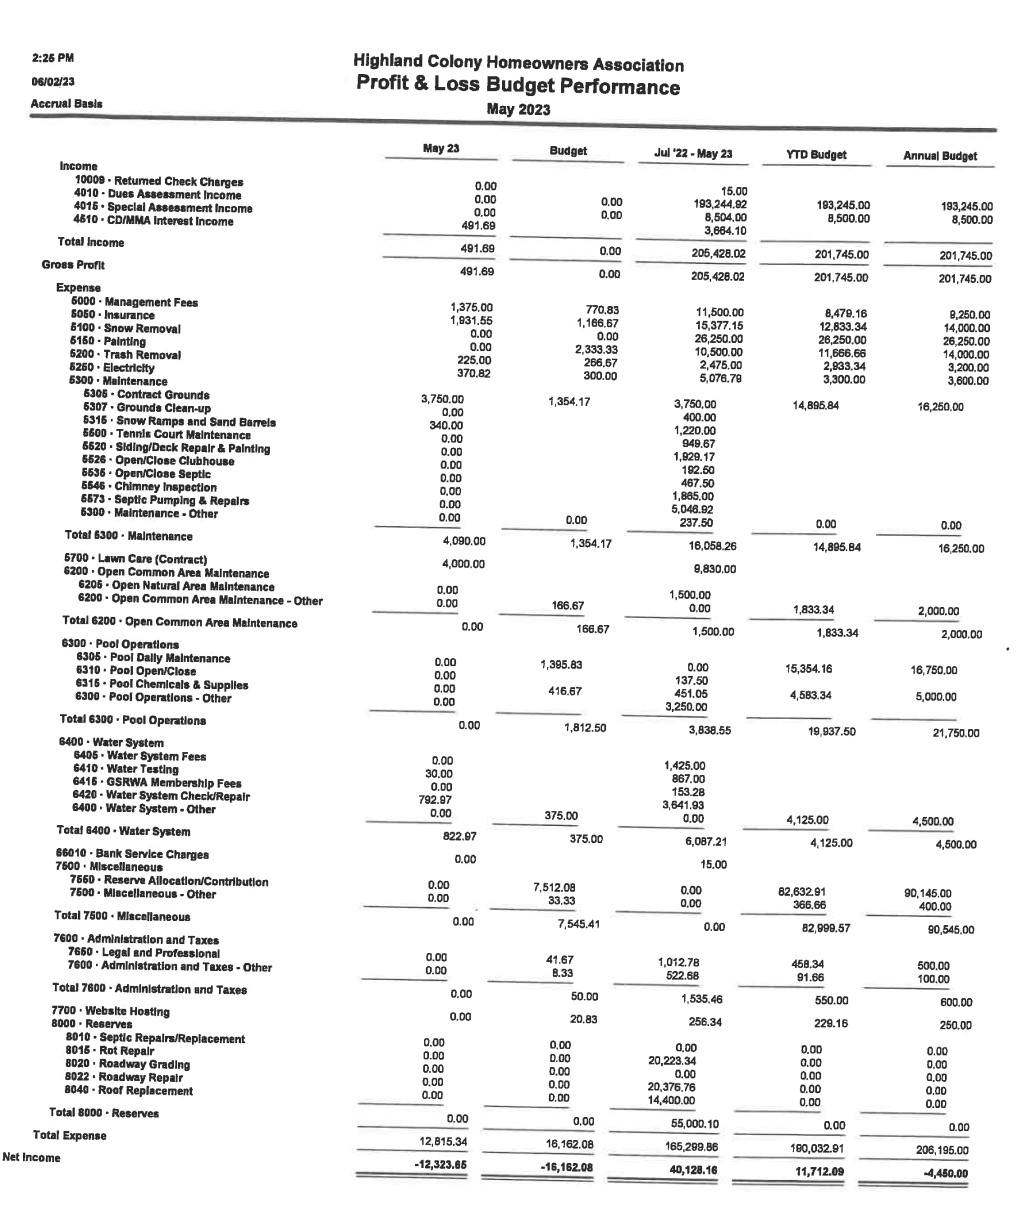 2:25 PM
06/02/23
Accrual Basis
Highland Colony Homeowners Association
Profit & Loss Budget Performance
May 2023
May 23 Budget Jul '22 - May 23 YTD Budget Annual Budget
Income
10009 · Returned Check Charges 0.00 15.00
4010 · Dues Assessment Income 0.00 0.00 193,244.92 193,245.00 193,245.00
4015 · Special Assessment Income 0.00 0.00 8,504.00 8,500.00 8,500.00
4510 · CD/MMA Interest Income 491.69 3,664.10
Total Income 491.69 0.00 205,428.02 201,745.00 201,745.00
Gross Profit 491.69 0.00 205,428.02 201,745.00 201,745.00
Expense
5000 · Management Fees 1,375.00 770.83 11,500.00 8,479.16 9,250.00
5050 · Insurance 1,931.55 1,166.67 15,377.15 12,833.34 14,000.00
5100 · Snow Removal 0.00 0.00 26,250.00 26,250.00 26,250.00
5150 · Painting 0.00 2,333.33 10,500.00 11,666.66 14,000.00
5200 · Trash Removal 225.00 266.67 2,475.00 2,933.34 3,200.00
5250 · Electricity 370.82 300.00 5,076.79 3,300.00 3,600.00
5300 · Maintenance
5305 · Contract Grounds 3,750.00 1,354.17 3,750.00 14,895.84 16,250.00
5307 · Grounds Clean-up 0.00 400.00
5315 · Snow Ramps and Sand Barrels 340.00 1,220.00
5500 · Tennis Court Maintenance 0.00 949.67
5520 · Siding/Deck Repair & Painting 0.00 1,929.17
5526 · Open/Close Clubhouse 0.00 192.50
5535 · Open/Close Septic 0.00 467.50
5545 · Chimney Inspection 0.00 1,865.00
5573 · Septic Pumping & Repairs 0.00 5,046.92
5300 · Maintenance - Other 0.00 0.00 237.50 0.00 0.00
Total 5300 · Maintenance 4,090.00 1,354.17 16,058.26 14,895.84 16,250.00
5700 · Lawn Care (Contract) 4,000.00 9,830.00
6200 · Open Common Area Maintenance
6205 · Open Natural Area Maintenance 0.00 1,500.00
6200 · Open Common Area Maintenance - Other 0.00 166.67 0.00 1,833.34 2,000.00
Total 6200 · Open Common Area Maintenance 0.00 166.67 1,500.00 1,833.34 2,000.00
6300 · Pool Operations
6305 · Pool Daily Maintenance 0.00 1,395.83 0.00 15,354.16 16,750.00
6310 · Pool Open/Close 0.00 137.50
6315 · Pool Chemicals & Supplies 0.00 416.67 451.05 4,583.34 5,000.00
6300 · Pool Operations - Other 0.00 3,250.00
Total 6300 · Pool Operations 0.00 1,812.50 3,838.55 19,937.50 21,750.00
6400 · Water System
6405 · Water System Fees 0.00 1,425.00
6410 · Water Testing 30.00 867.00
6415 · GSRWA Membership Fees 0.00 153.28
6420 · Water System Check/Repair 792.97 3,641.93
6400 · Water System - Other 0.00 375.00 0.00 4,125.00 4,500.00
Total 6400 · Water System 822.97 375.00 6,087.21 4,125.00 4,500.00
66010 · Bank Service Charges 0.00 15.00
7500 · Miscellaneous
7550 · Reserve Allocation/Contribution 0.00 7,512.08 0.00 82,632.91 90,145.00
7500 · Miscellaneous - Other 0.00 33.33 0.00 366.66 400.00
Total 7500 · Miscellaneous 0.00 7,545.41 0.00 82,999.57 90,545.00
7600 · Administration and Taxes
7650 · Legal and Professional 0.00 41.67 1,012.78 458.34 500.00
7600 · Administration and Taxes - Other 0.00 8.33 522.68 91.66 100.00
Total 7600 · Administration and Taxes 0.00 50.00 1,535.46 550.00 600.00
7700 · Website Hosting 0.00 20.83 256.34 229.16 250.00
8000 · Reserves
8010 · Septic Repairs/Replacement 0.00 0.00 0.00 0.00 0.00
8015 · Rot Repair 0.00 0.00 20,223.34 0.00 0.00
8020 · Roadway Grading 0.00 0.00 0.00 0.00 0.00
8022 · Roadway Repair 0.00 0.00 20,376.76 0.00 0.00
8040 · Roof Replacement 0.00 0.00 14,400.00 0.00 0.00
Total 8000 · Reserves 0.00 0.00 55,000.10 0.00 0.00
Total Expense 12,815.34 16,162.08 165,299.86 190,032.91 206,195.00
Net Income -12,323.65 -16,162.08 40,128.16 11,712.09 -4,450.00